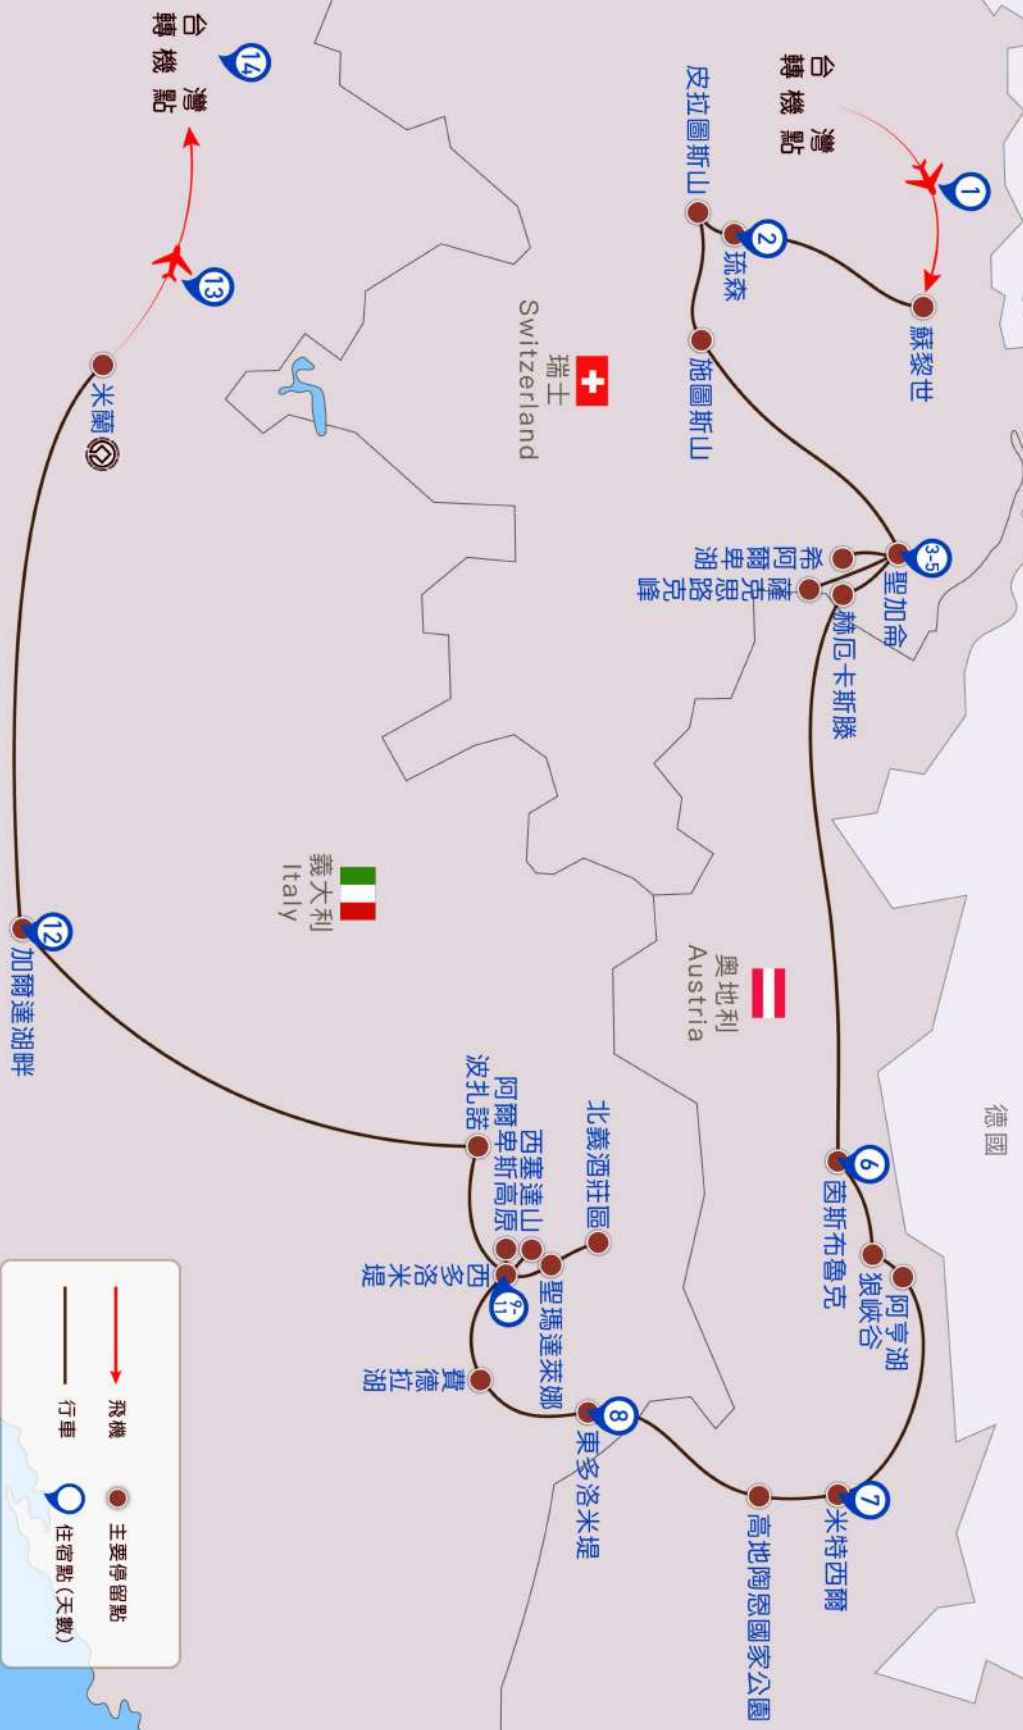 台灣
轉機點
1
蘇黎世
2
琉森
皮拉圖斯山
施圖斯山
3-5
聖加侖
希阿爾卑湖
薩克思路克峰
赫厄卡斯滕
瑞士
Switzerland
德國
奧地利
Austria
6
因斯布魯克
狼峽谷
阿亨湖
7
米特西爾
高地陶恩國家公園
8
東多洛米堤
費德拉湖
9-11
西多洛米堤
聖瑪達萊娜
北義酒莊區
西塞達山
阿爾卑斯高原
波扎諾
義大利
Italy
12
加爾達湖畔
米蘭
13
14
台灣
轉機點
飛機
主要停留點
行車
住宿點(天數)